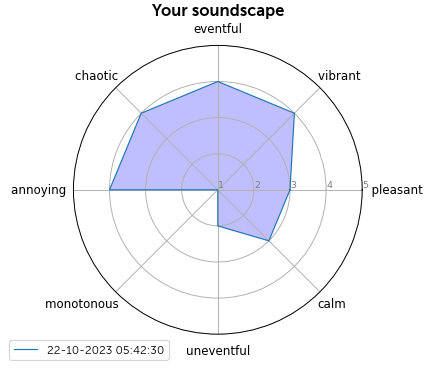 Your soundscape
eventful
chaotic
vibrant
annoying
1 2 3 4 5
pleasant
monotonous
calm
uneventful
22-10-2023 05:42:30